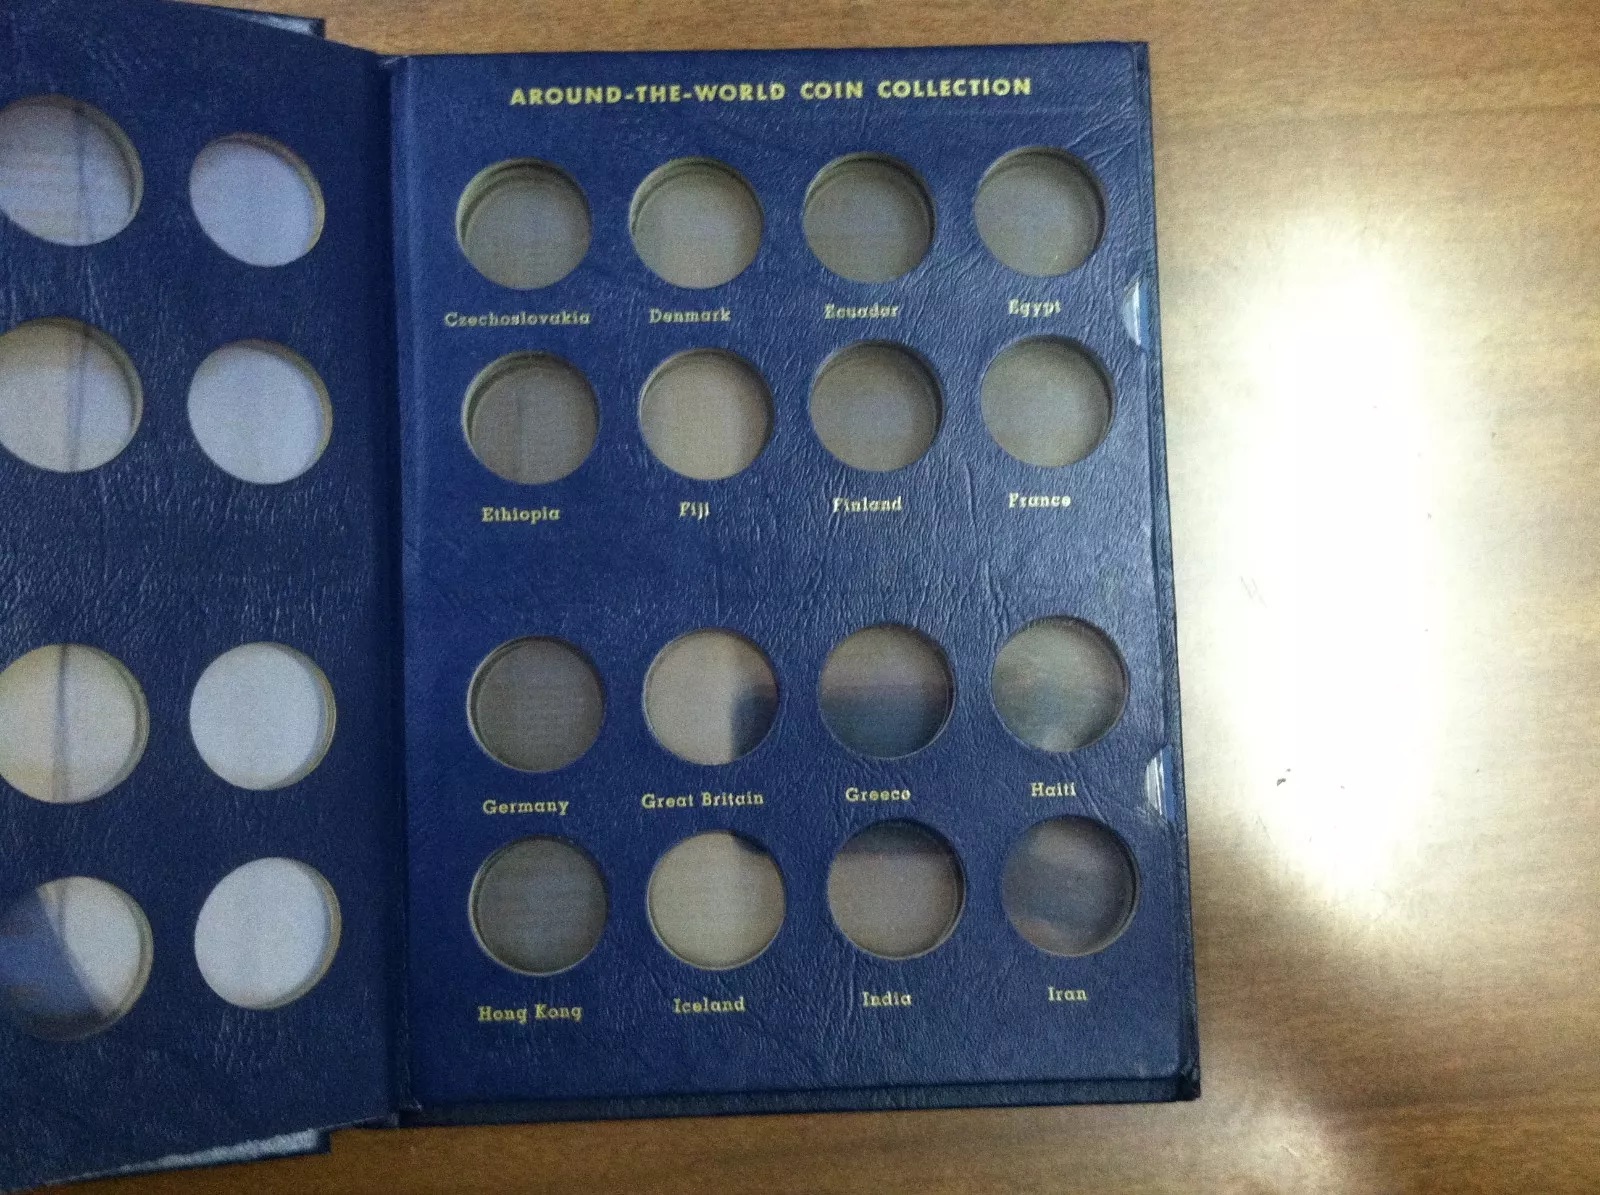 AROUND-THE-WORLD COIN COLLECTION
Czechoslovakia Denmark Ecuador Egypt
Ethiopia Fiji Finland France
Germany Great Britain Greece Haiti
Hong Kong Iceland India Iran